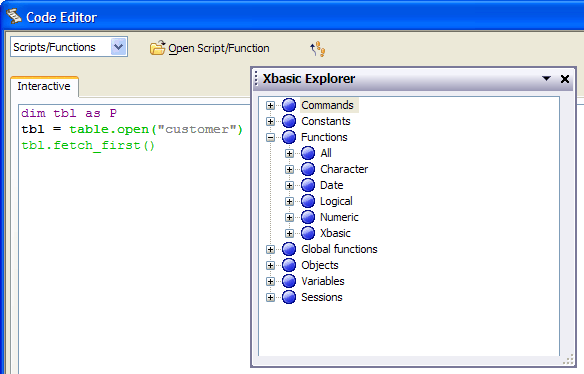 Code Editor
Scripts/Functions
Open Script/Function
Interactive
dim tbl as P
tbl = table.open("customer")
tbl.fetch_first()
Xbasic Explorer
Commands
Constants
Functions
All
Character
Date
Logical
Numeric
Xbasic
Global functions
Objects
Variables
Sessions